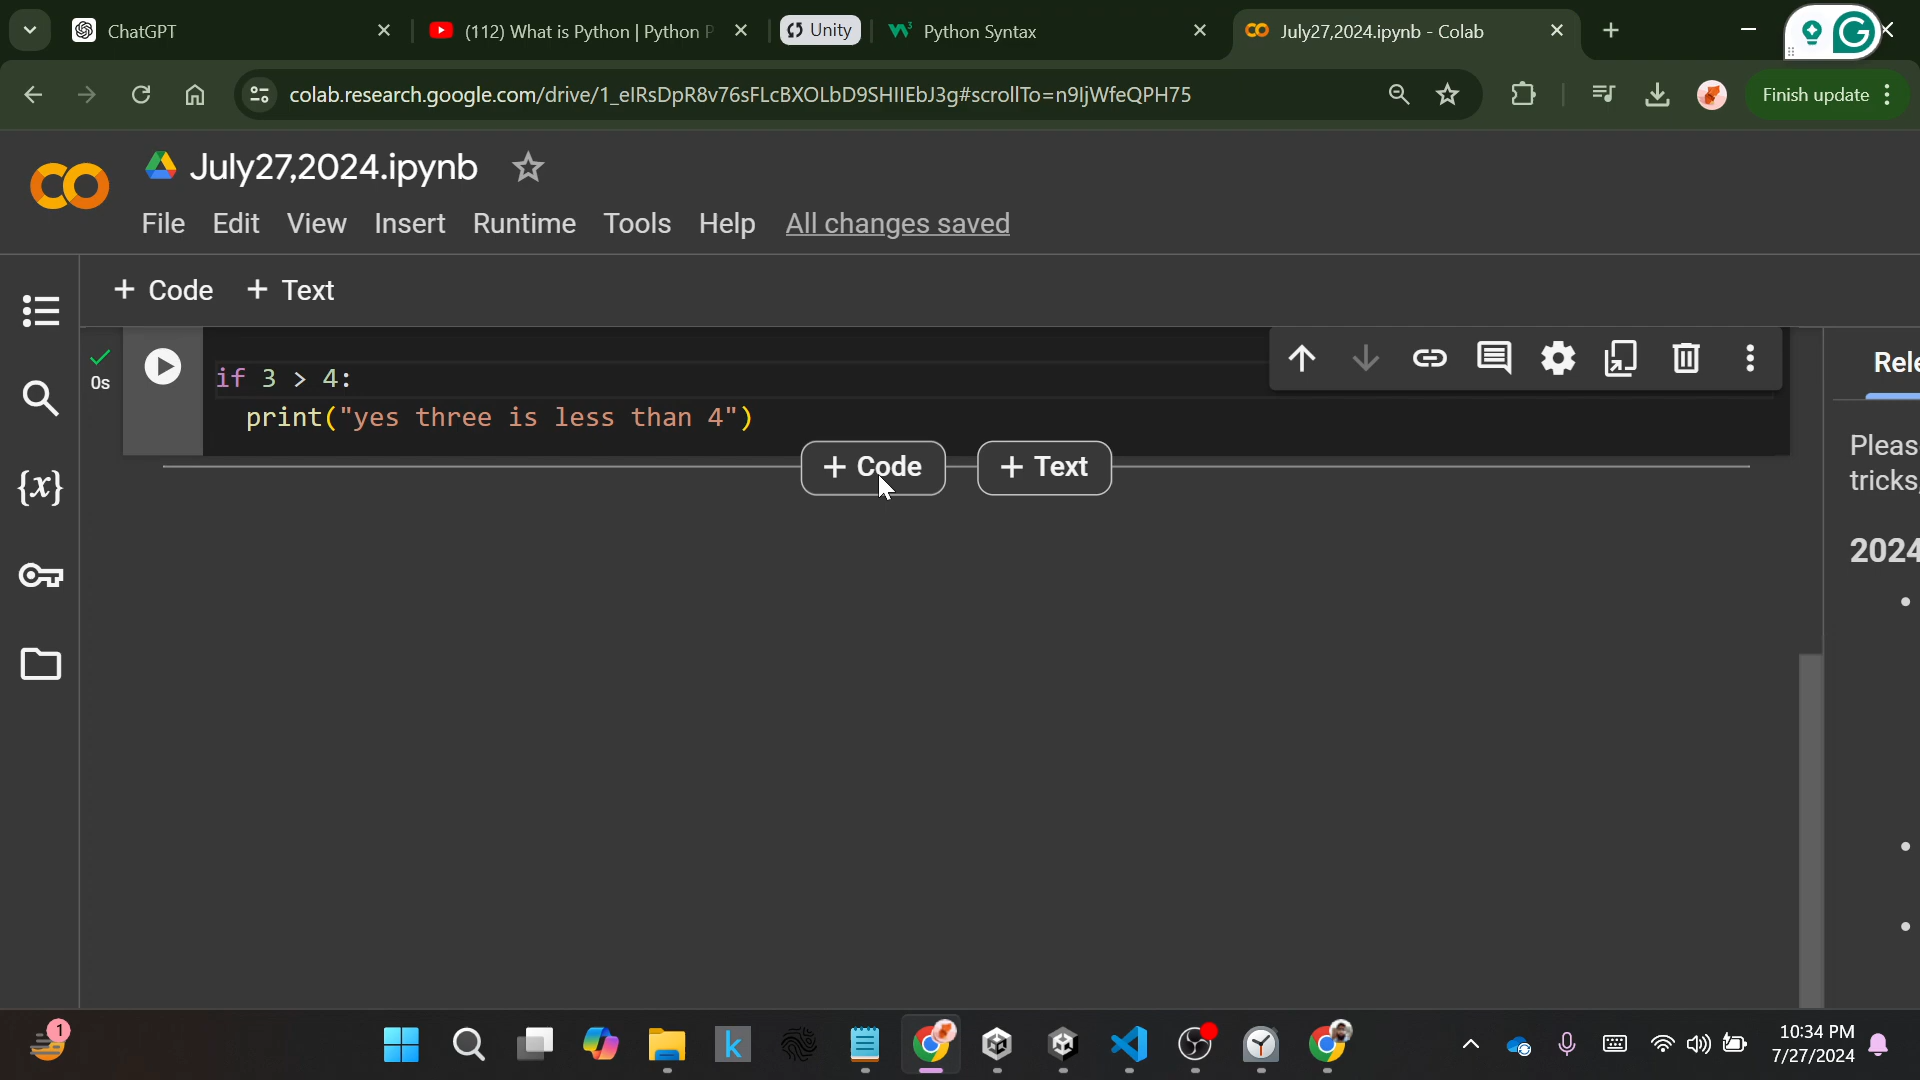 ChatGPT
(112) What is Python | Python P
Unity
Python Syntax
July27,2024.ipynb - Colab
colab.research.google.com/drive/1_elRsDpR8v76sFLcBXOLbD9SHIIEbJ3g#scrollTo=n9ljWfeQPH75
Finish update
July27,2024.ipynb
File Edit View Insert Runtime Tools Help All changes saved
+ Code + Text
0s
if 3 > 4:
print("yes three is less than 4")
Rele
+ Code + Text
Pleas
tricks,
2024
{x}
1
k
10:34 PM
7/27/2024